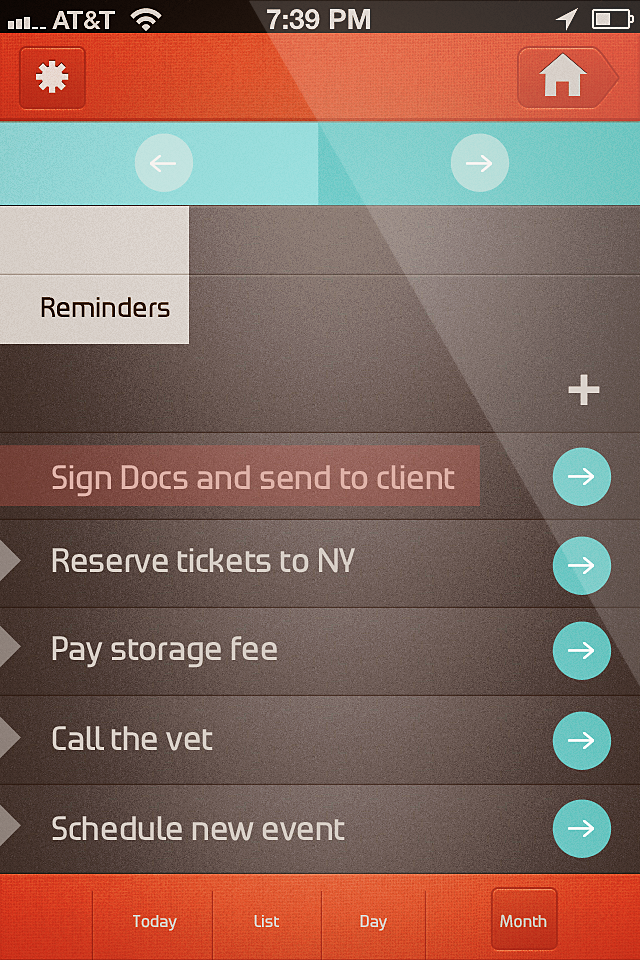 AT&T 7:39 PM
Reminders
+
Sign Docs and send to client
Reserve tickets to NY
Pay storage fee
Call the vet
Schedule new event
Today List Day Month